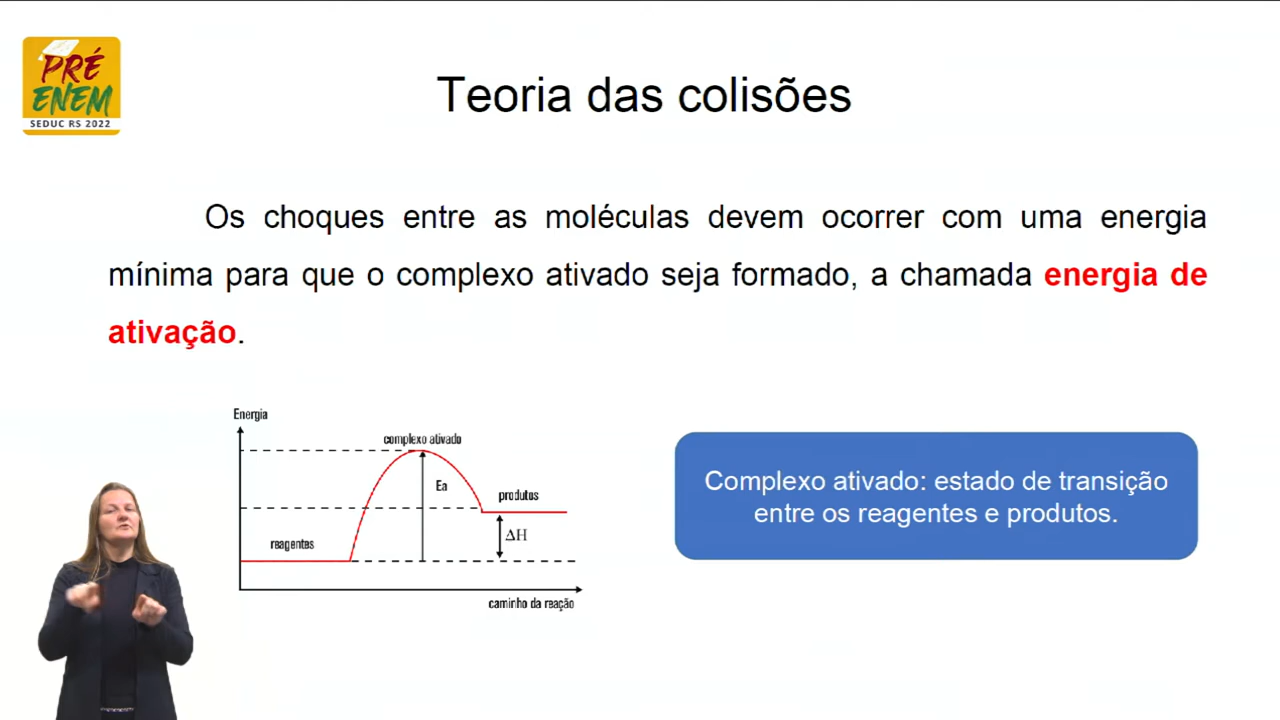 PRÉ
ENEM
SEDUC RS 2022
Teoria das colisões
Os choques entre as moléculas devem ocorrer com uma energia
mínima para que o complexo ativado seja formado, a chamada energia de
ativação.
Energia
complexo ativado
Ea
produtos
reagentes
ΔH
caminho da reação
Complexo ativado: estado de transição
entre os reagentes e produtos.